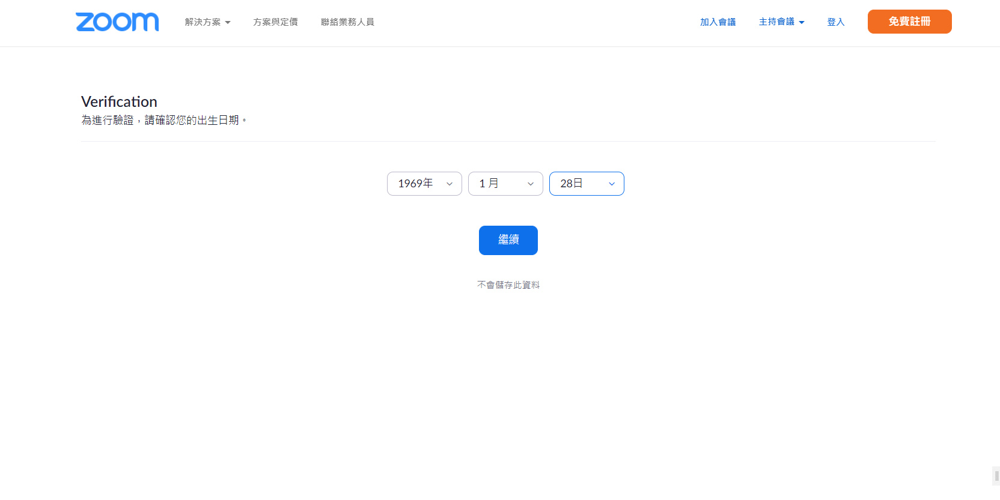 zoom 解決方案 方案與定價 聯絡業務人員 加入會議 主持會議 登入 免費註冊
Verification
為進行驗證，請確認您的出生日期。
1969年 1 月 28日
繼續
不會儲存此資料